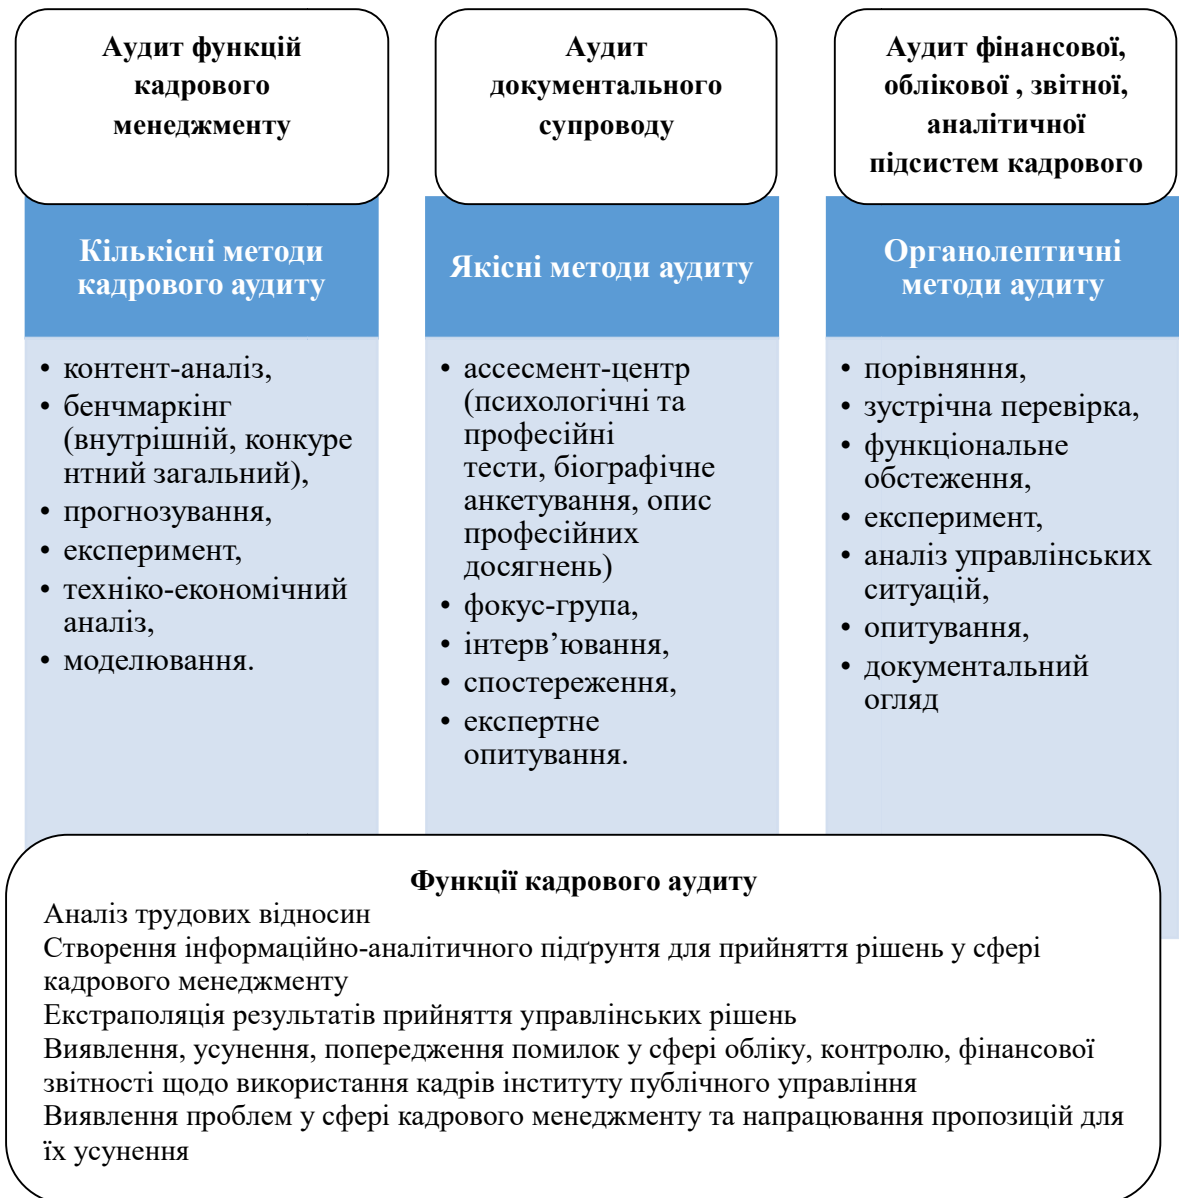 Аудит функцій
кадрового
менеджменту
Кількісні методи
кадрового аудиту
• контент-аналіз,
• бенчмаркінг
(внутрішній, конкуре
нтний загальний),
• прогнозування,
• експеримент,
• техніко-економічний
аналіз,
• моделювання.
Аудит
документального
супроводу
Якісні методи аудиту
• ассесмент-центр
(психологічні та
професійні
тести, біографічне
анкетування, опис
професійних
досягнень)
• фокус-група,
• інтерв’ювання,
• спостереження,
• експертне
опитування.
Аудит фінансової,
облікової , звітної,
аналітичної
підсистем кадрового
Органолептичні
методи аудиту
• порівняння,
• зустрічна перевірка,
• функціональне
обстеження,
• експеримент,
• аналіз управлінських
ситуацій,
• опитування,
• документальний
огляд
Функції кадрового аудиту
Аналіз трудових відносин
Створення інформаційно-аналітичного підґрунтя для прийняття рішень у сфері
кадрового менеджменту
Екстраполяція результатів прийняття управлінських рішень
Виявлення, усунення, попередження помилок у сфері обліку, контролю, фінансової
звітності щодо використання кадрів інституту публічного управління
Виявлення проблем у сфері кадрового менеджменту та напрацювання пропозицій для
їх усунення